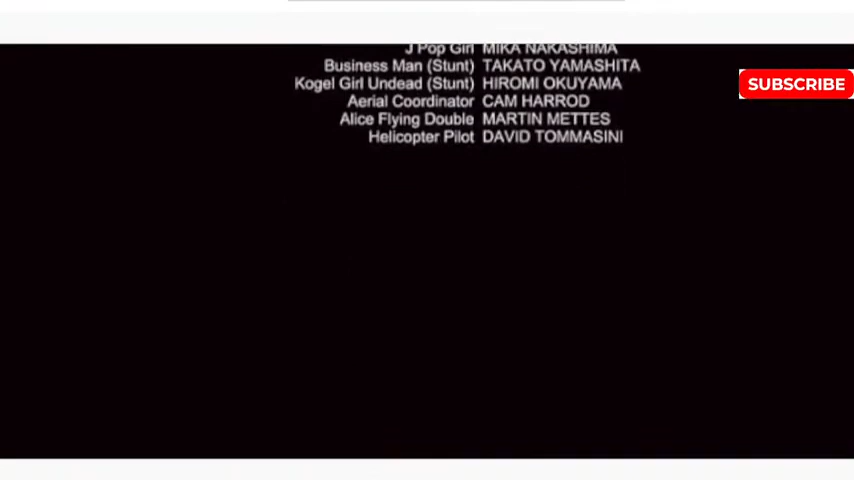 J Pop Girl MIKA NAKASHIMA
Business Man (Stunt) TAKATO YAMASHITA
Kogel Girl Undead (Stunt) HIROMI OKUYAMA
Aerial Coordinator CAM HARROD
Alice Flying Double MARTIN METTES
Helicopter Pilot DAVID TOMMASINI
SUBSCRIBE